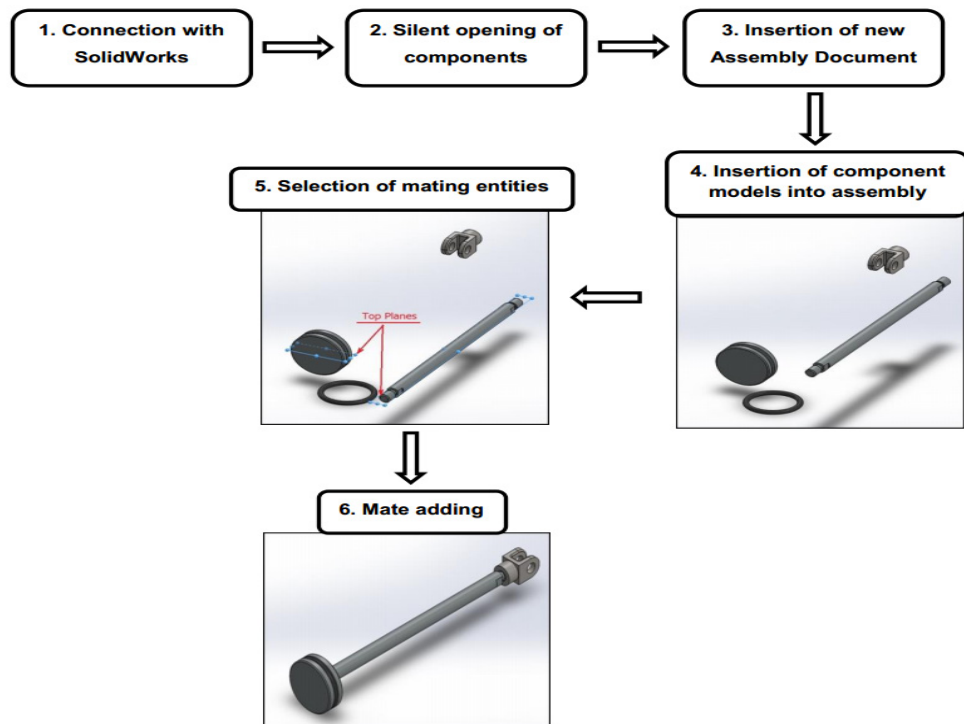 1. Connection with
SolidWorks
2. Silent opening of
components
3. Insertion of new
Assembly Document
4. Insertion of component
models into assembly
5. Selection of mating entities
Top Planes
6. Mate adding